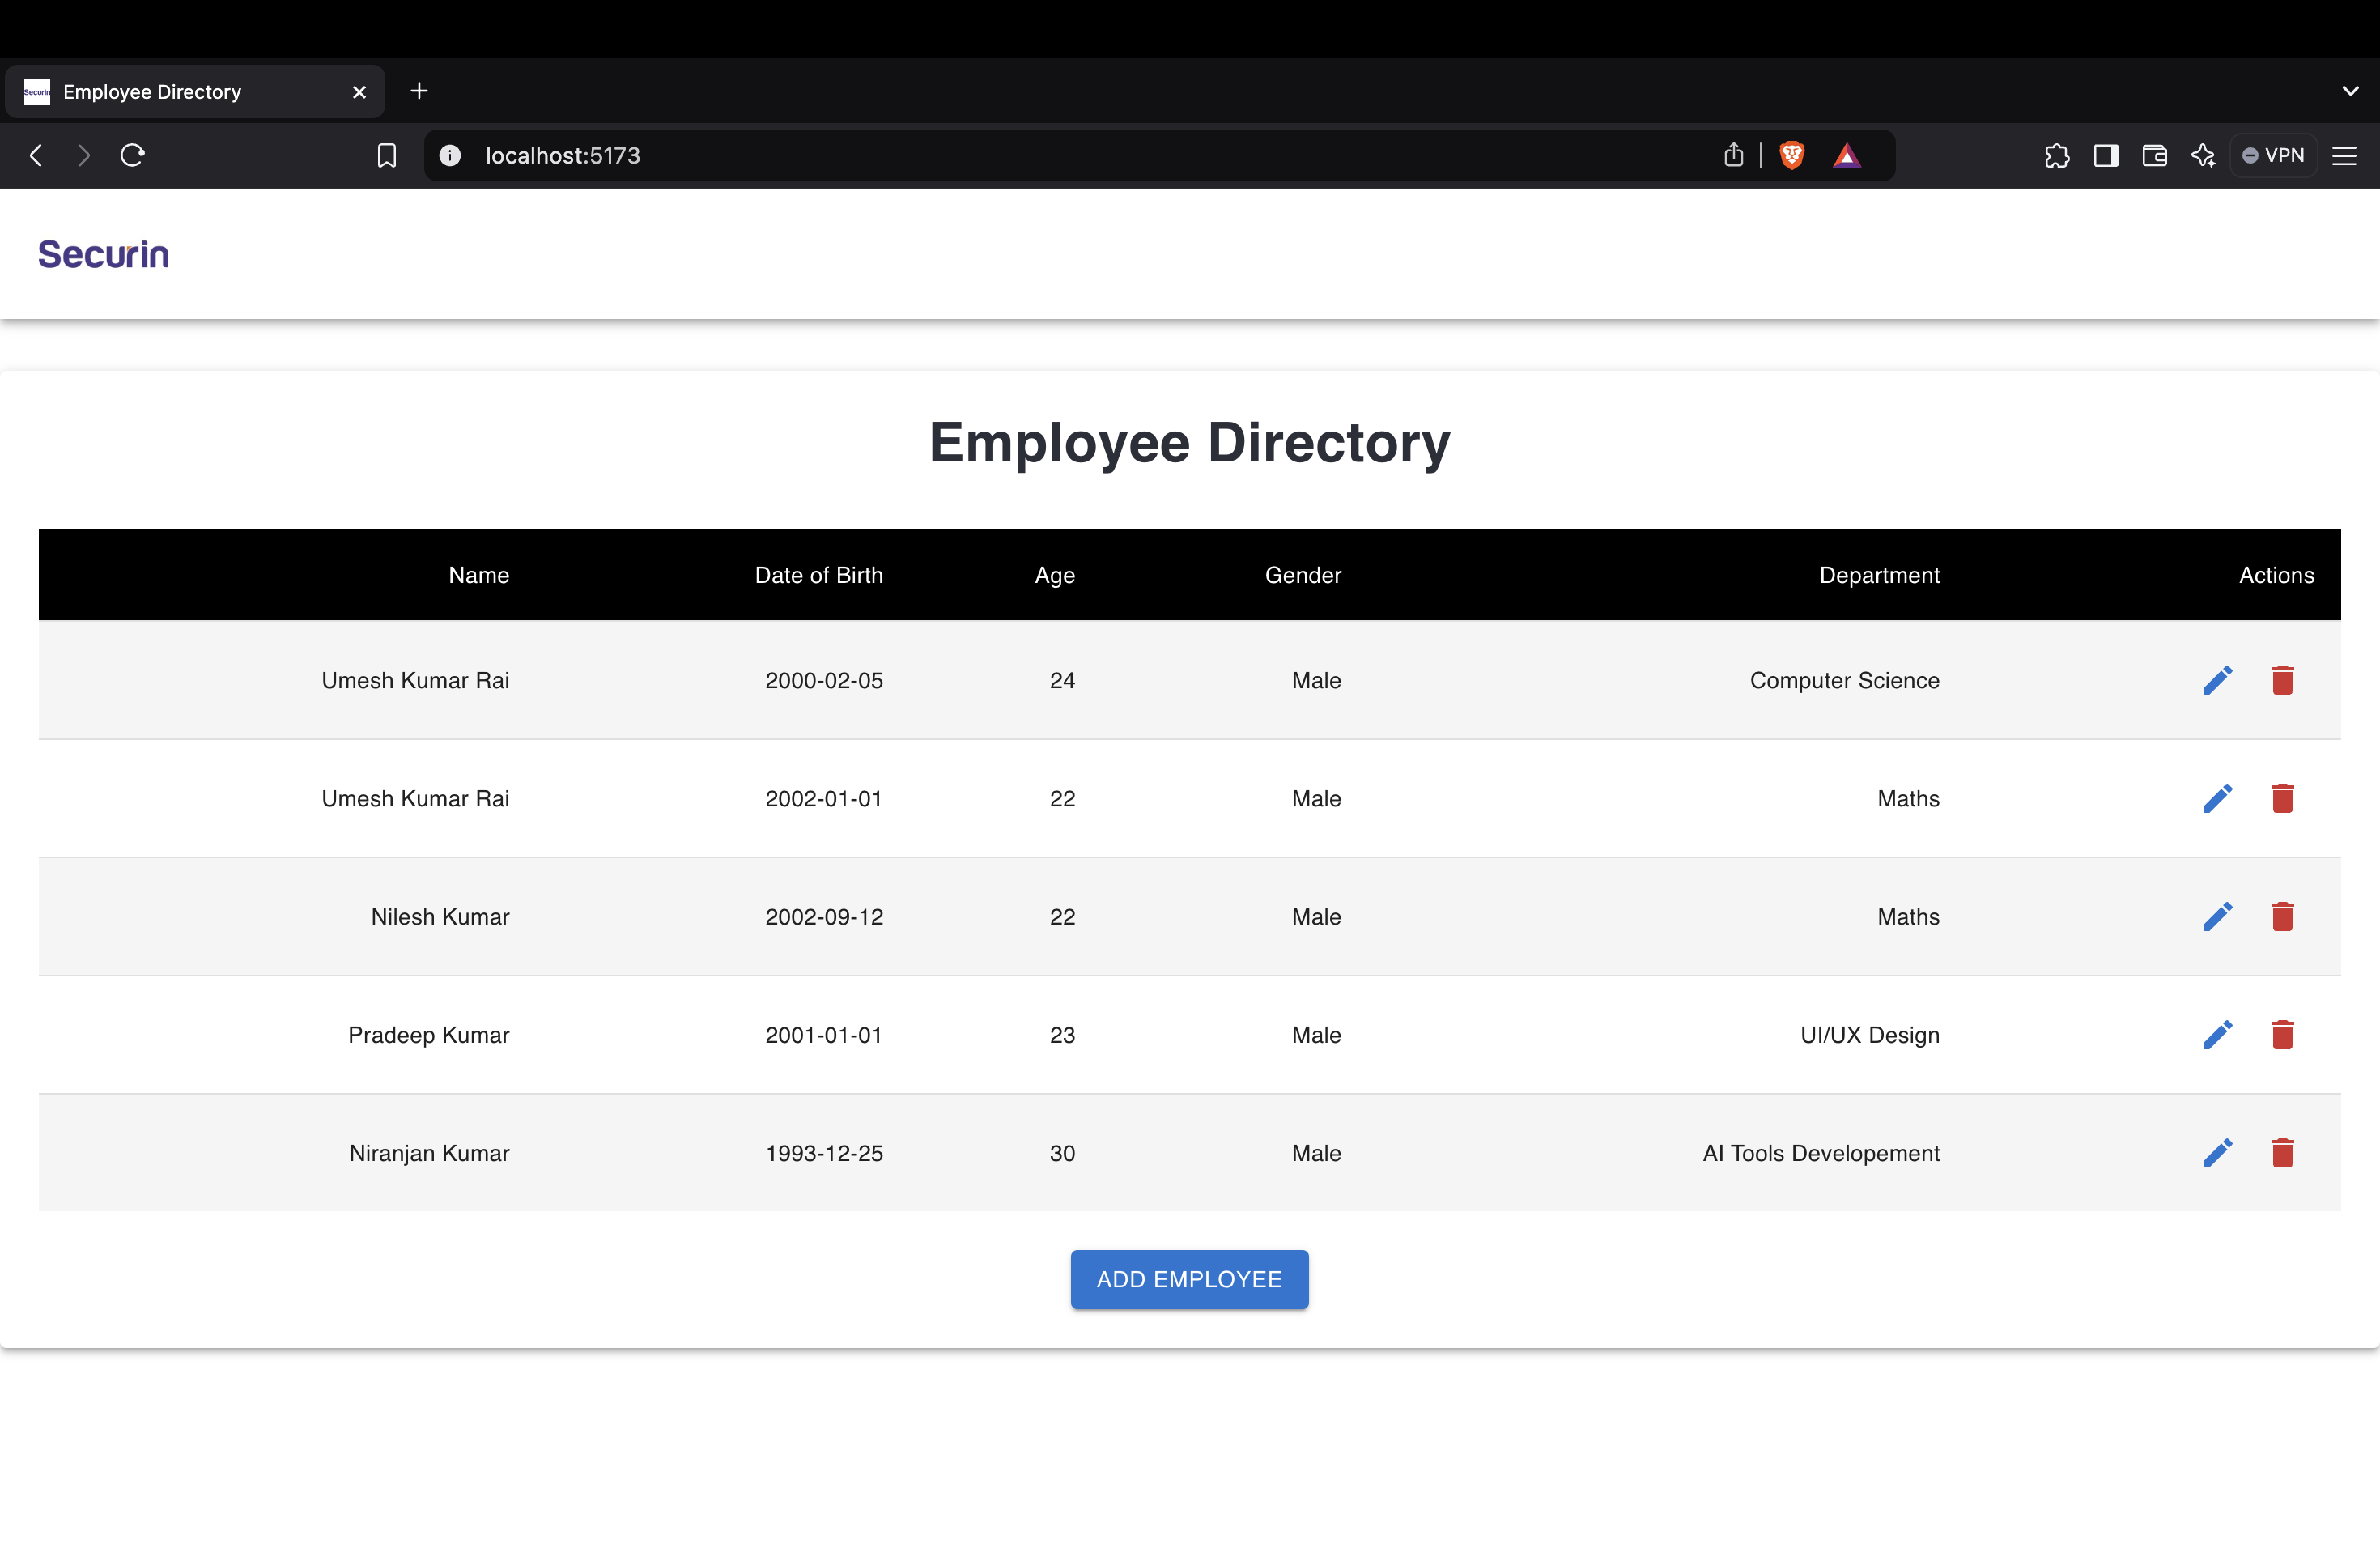 Securin Employee Directory
localhost:5173 VPN
Securin
Employee Directory
Name Date of Birth Age Gender Department Actions
Umesh Kumar Rai 2000-02-05 24 Male Computer Science
Umesh Kumar Rai 2002-01-01 22 Male Maths
Nilesh Kumar 2002-09-12 22 Male Maths
Pradeep Kumar 2001-01-01 23 Male UI/UX Design
Niranjan Kumar 1993-12-25 30 Male AI Tools Developement
ADD EMPLOYEE